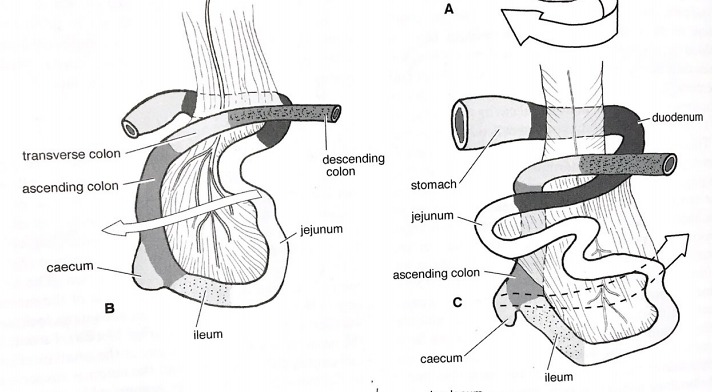 A
transverse colon
ascending colon
caecum
B
ileum
jejunum
descending
colon
duodenum
stomach
jejunum
ascending colon
C
caecum
ileum